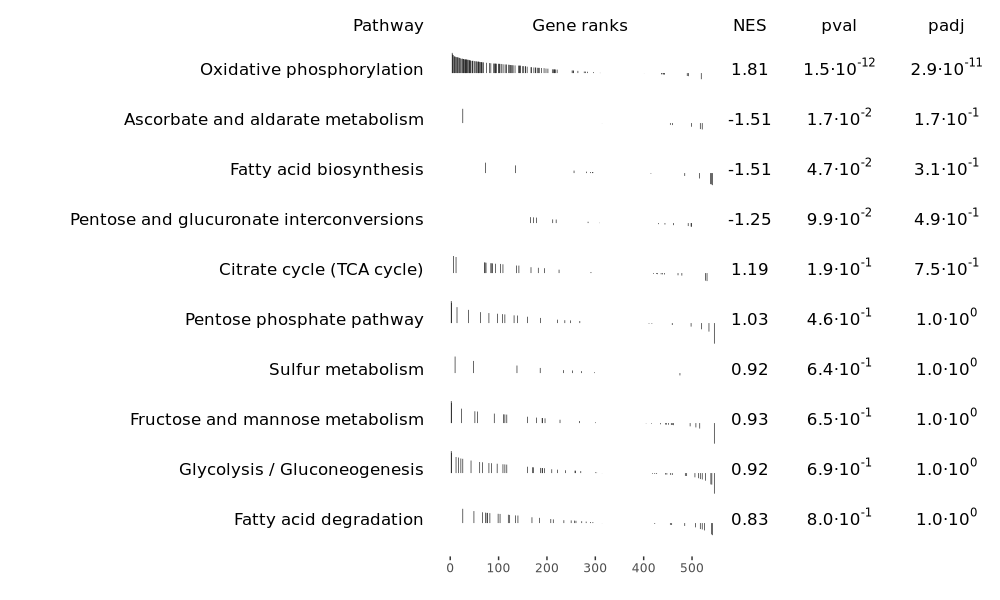 Pathway Gene ranks NES pval padj
Oxidative phosphorylation 1.81 1.5·10^-12 2.9·10^-11
Ascorbate and aldarate metabolism -1.51 1.7·10^-2 1.7·10^-1
Fatty acid biosynthesis -1.51 4.7·10^-2 3.1·10^-1
Pentose and glucuronate interconversions -1.25 9.9·10^-2 4.9·10^-1
Citrate cycle (TCA cycle) 1.19 1.9·10^-1 7.5·10^-1
Pentose phosphate pathway 1.03 4.6·10^-1 1.0·10^0
Sulfur metabolism 0.92 6.4·10^-1 1.0·10^0
Fructose and mannose metabolism 0.93 6.5·10^-1 1.0·10^0
Glycolysis / Gluconeogenesis 0.92 6.9·10^-1 1.0·10^0
Fatty acid degradation 0.83 8.0·10^-1 1.0·10^0
0 100 200 300 400 500